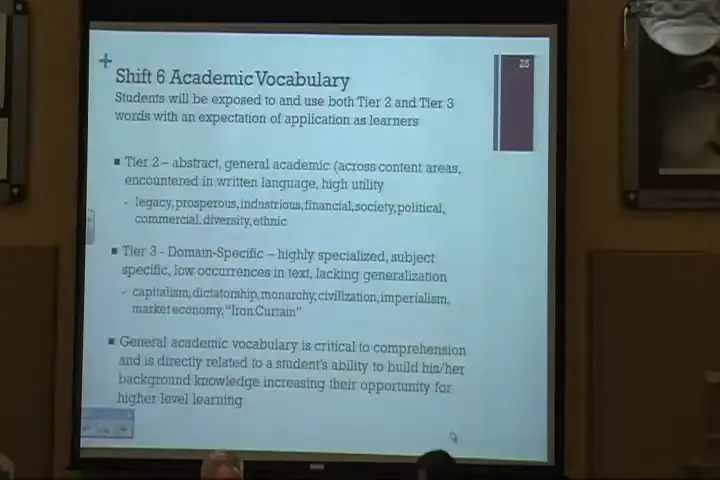 +
25
Shift 6 Academic Vocabulary
Students will be exposed to and use both Tier 2 and Tier 3
words with an expectation of application as learners
Tier 2 – abstract, general academic (across content areas,
encountered in written language, high utility
- legacy, prosperous, industrious, financial, society, political,
commercial, diversity, ethnic
Tier 3 - Domain-Specific – highly specialized, subject
specific, low occurrences in text, lacking generalization
- capitalism, dictatorship, monarchy, civilization, imperialism,
market economy, "Iron Curtain"
General academic vocabulary is critical to comprehension
and is directly related to a student's ability to build his/her
background knowledge increasing their opportunity for
higher level learning